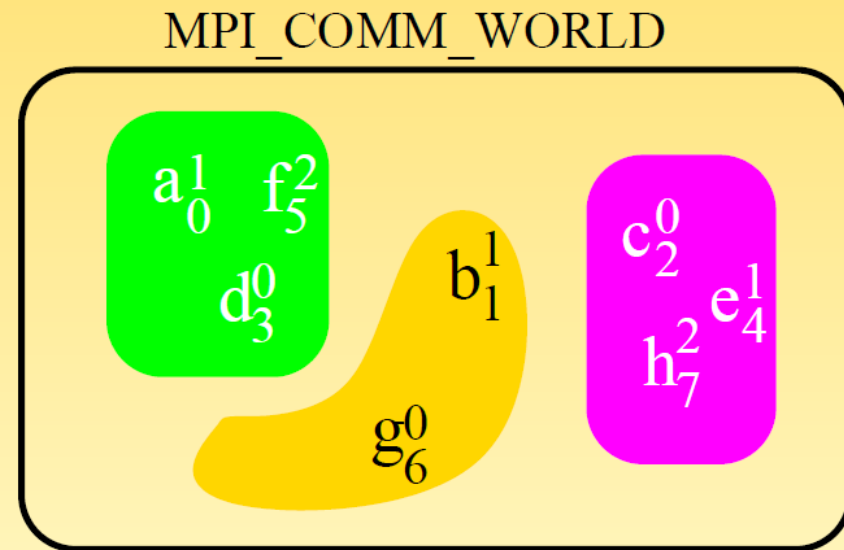 MPI_COMM_WORLD
a₀¹ f₅²
d₃⁰
b₁¹
g₆⁰
c₂⁰
e₄¹
h₇²